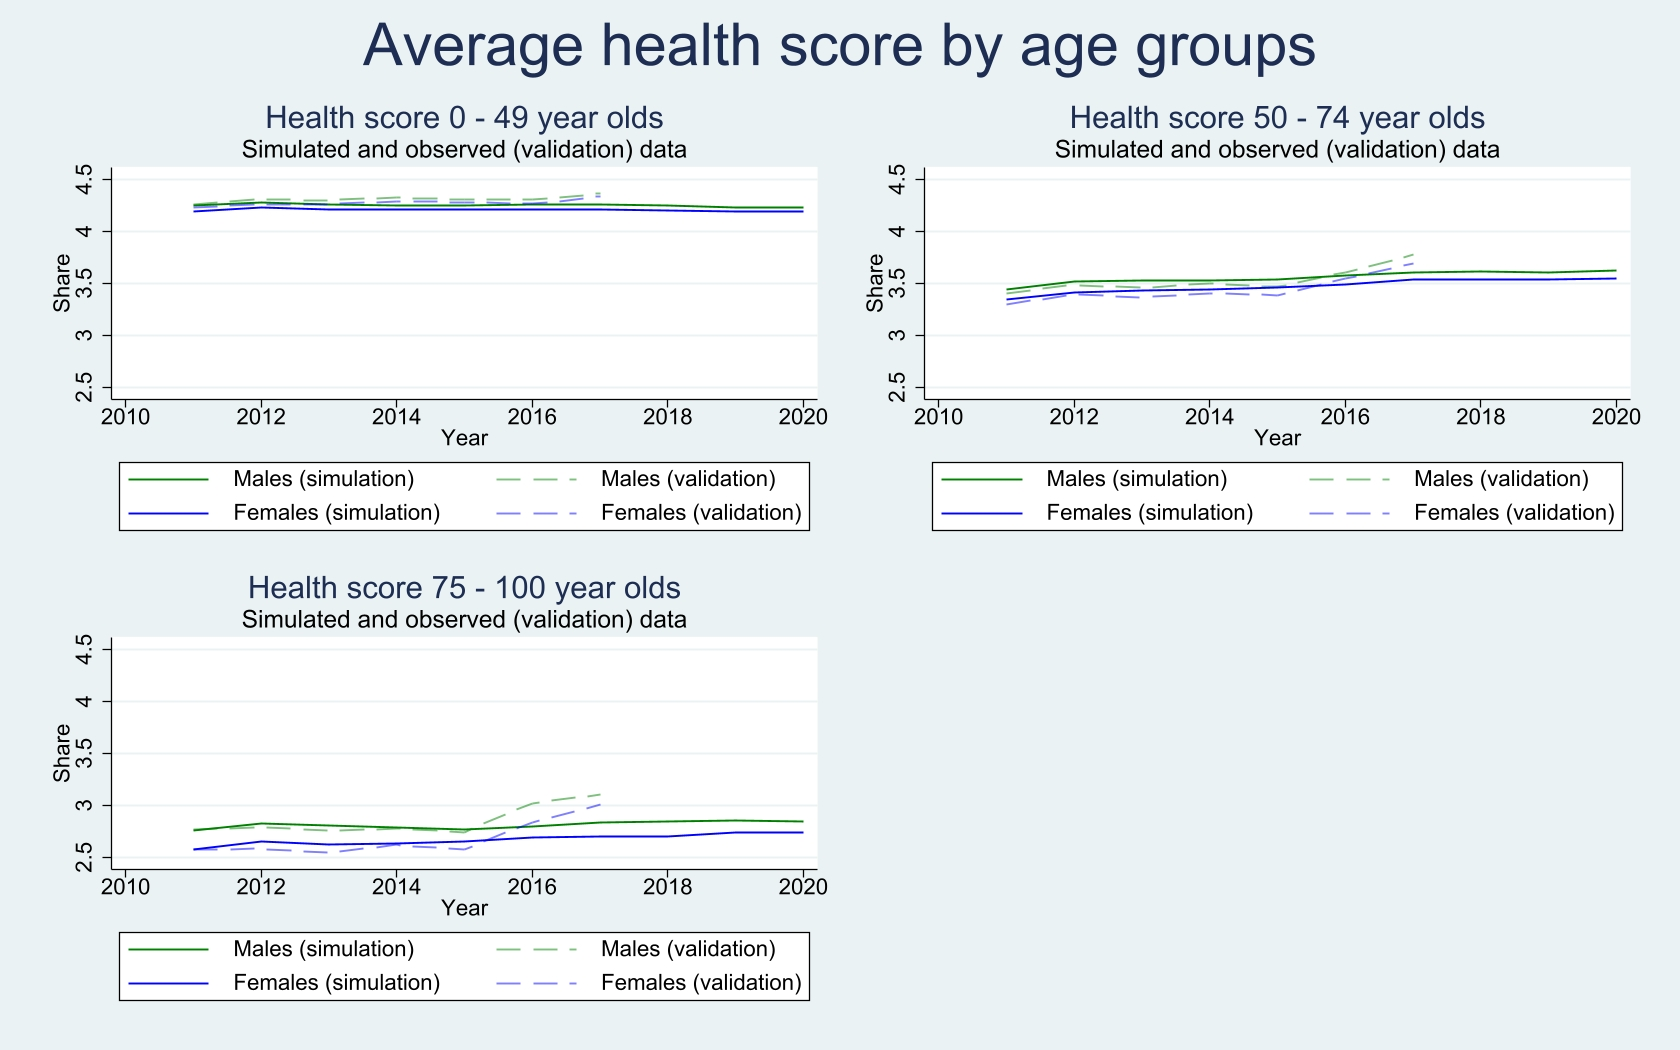 Average health score by age groups
Health score 0 - 49 year olds
Simulated and observed (validation) data
Share
4.5
4
3.5
3
2.5
2010 2012 2014 2016 2018 2020
Year
Males (simulation) Males (validation)
Females (simulation) Females (validation)
Health score 50 - 74 year olds
Simulated and observed (validation) data
Share
4.5
4
3.5
3
2.5
2010 2012 2014 2016 2018 2020
Year
Males (simulation) Males (validation)
Females (simulation) Females (validation)
Health score 75 - 100 year olds
Simulated and observed (validation) data
Share
4.5
4
3.5
3
2.5
2010 2012 2014 2016 2018 2020
Year
Males (simulation) Males (validation)
Females (simulation) Females (validation)